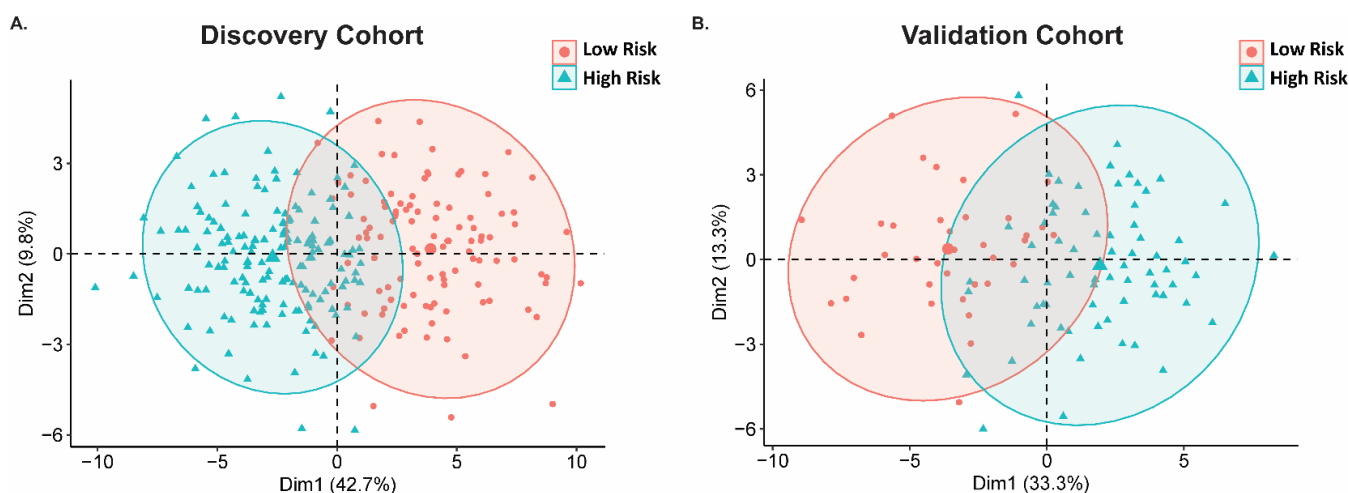 A.
Discovery Cohort
Low Risk
High Risk
3
0
−3
−6
Dim2 (9.8%)
−10
−5
0
5
10
Dim1 (42.7%)
B.
Validation Cohort
Low Risk
High Risk
6
3
0
−3
−6
Dim2 (13.3%)
−10
−5
0
5
Dim1 (33.3%)